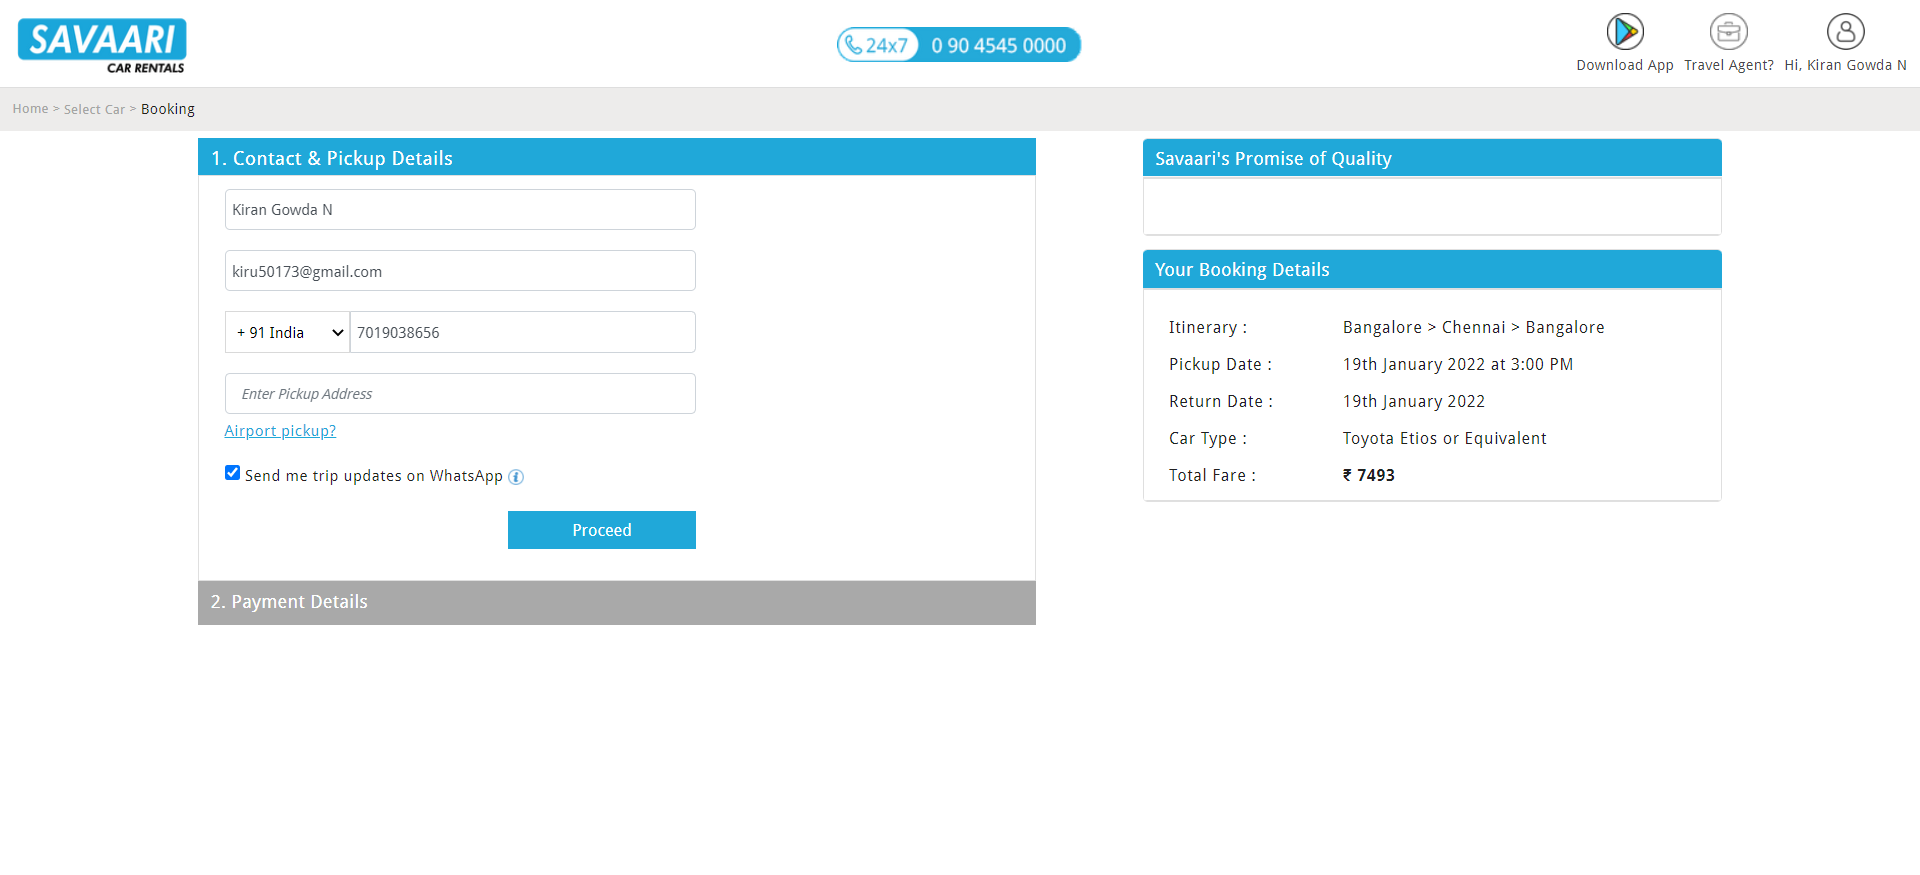 SAVAARI
CAR RENTALS
24x7 0 90 4545 0000
Download App
Travel Agent?
Hi, Kiran Gowda N
Home > Select Car > Booking
1. Contact & Pickup Details
Kiran Gowda N
kiru50173@gmail.com
+ 91 India 7019038656
Enter Pickup Address
Airport pickup?
Send me trip updates on WhatsApp i
Proceed
2. Payment Details
Savaari's Promise of Quality
Your Booking Details
Itinerary : Bangalore > Chennai > Bangalore
Pickup Date : 19th January 2022 at 3:00 PM
Return Date : 19th January 2022
Car Type : Toyota Etios or Equivalent
Total Fare : ₹ 7493